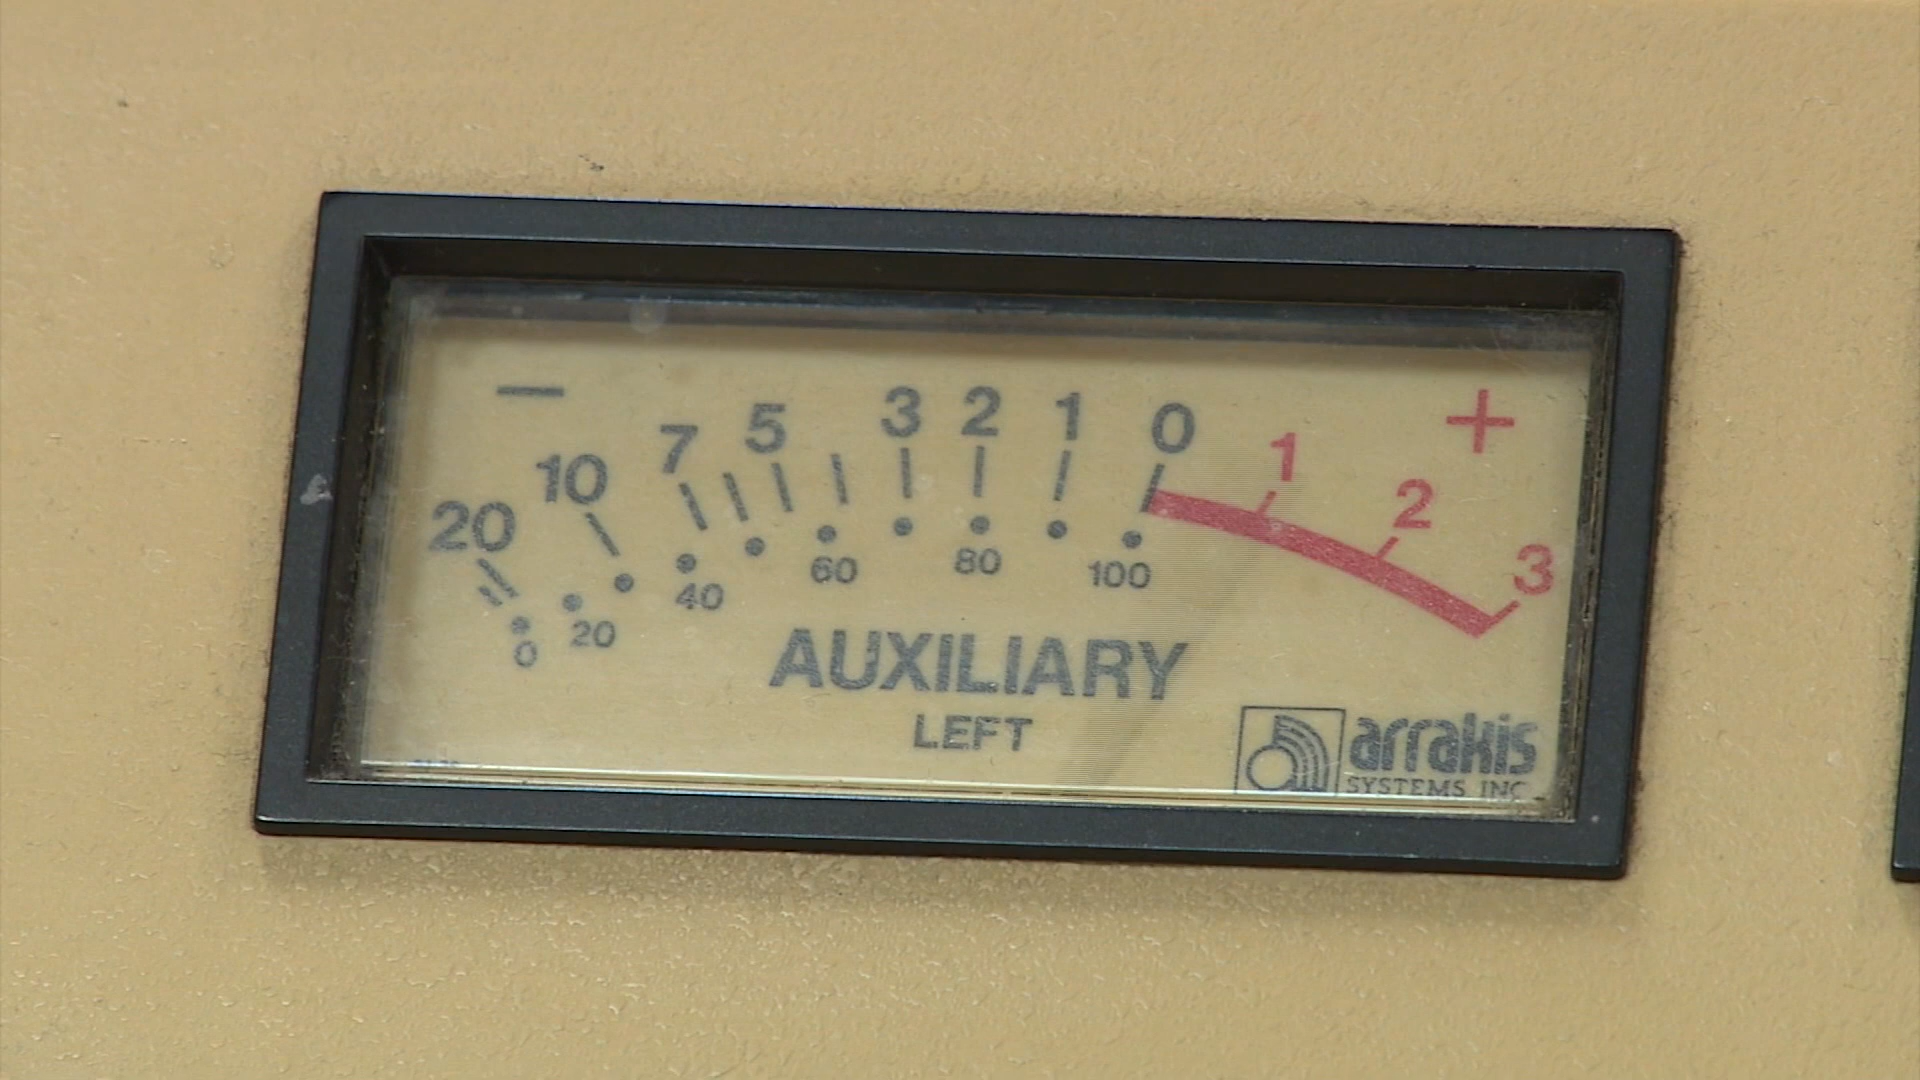 − 20 10 7 5 3 2 1 0 1 2 3 +
0 20 40 60 80 100
AUXILIARY
LEFT
arrakis
SYSTEMS INC